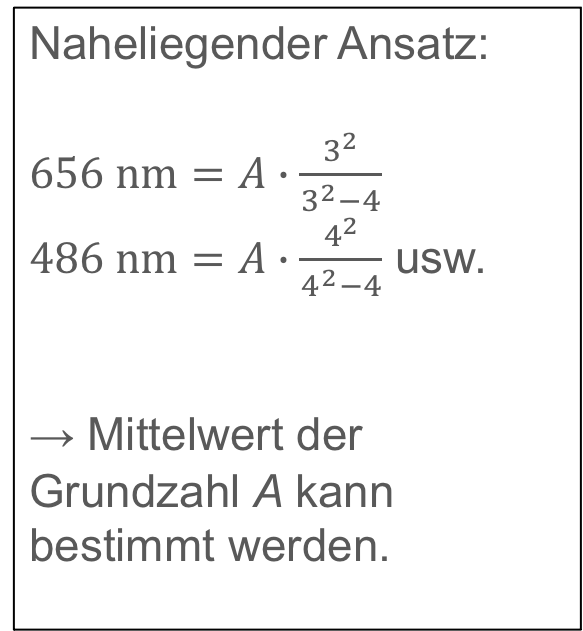 Naheliegender Ansatz:
656 nm = A · 3²/(3²−4)
486 nm = A · 4²/(4²−4) usw.
→ Mittelwert der
Grundzahl A kann
bestimmt werden.